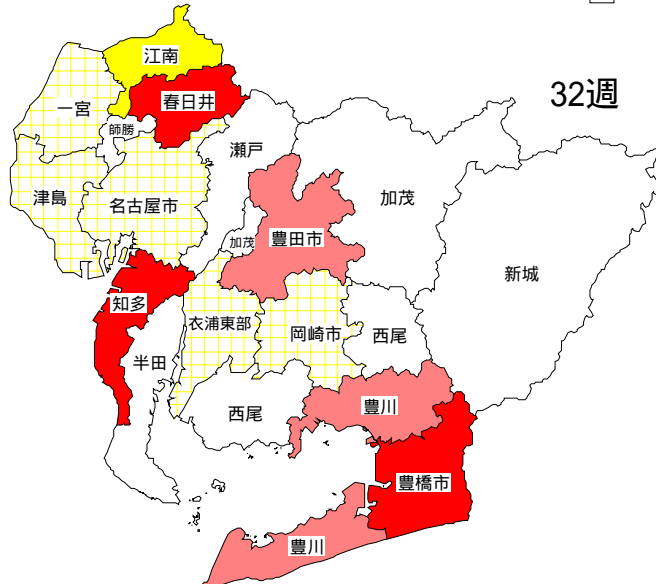 江南
春日井
32週
一宮
師勝
瀬戸
津島
名古屋市
加茂
加茂
豊田市
新城
知多
衣浦東部
岡崎市
西尾
半田
西尾
豊川
豊橋市
豊川